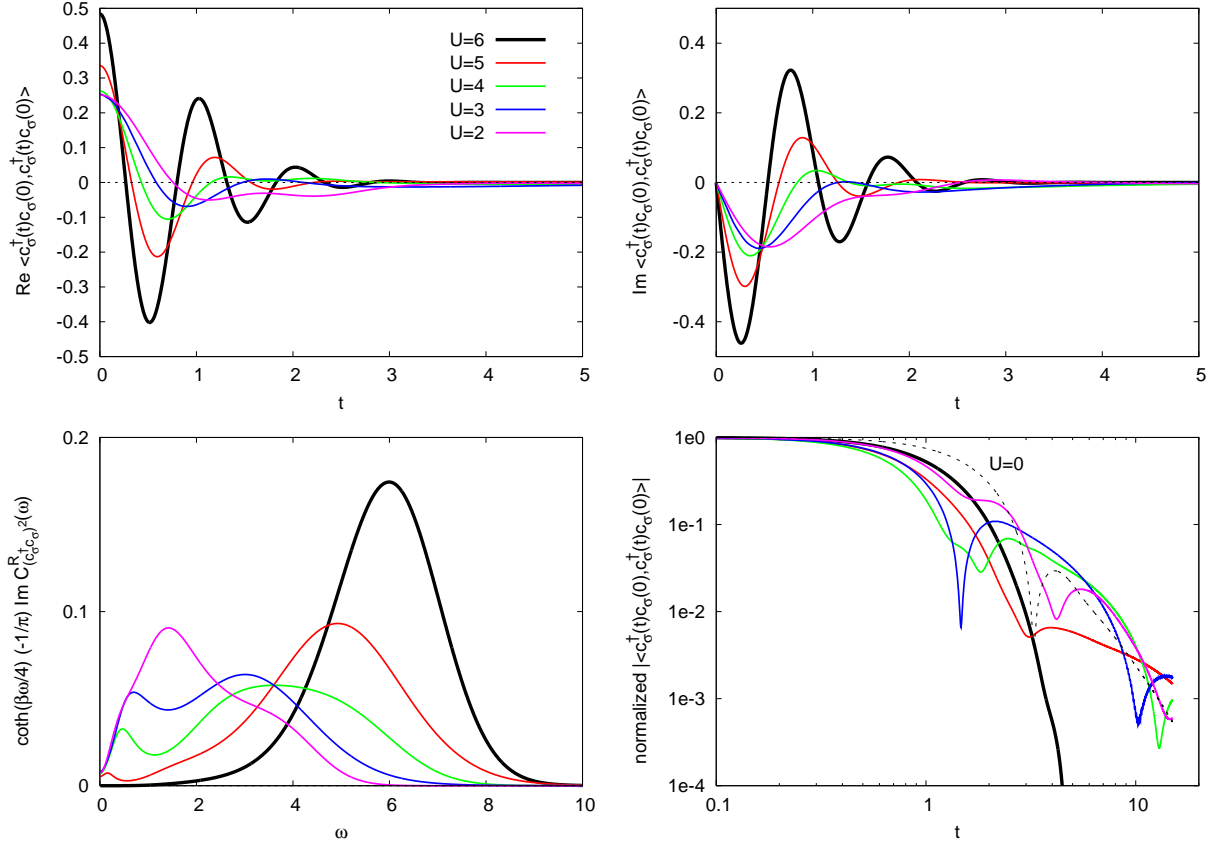 Re <c†σ(t)cσ(0),c†σ(t)cσ(0)>
0.5
0.4
0.3
0.2
0.1
0
-0.1
-0.2
-0.3
-0.4
-0.5
U=6
U=5
U=4
U=3
U=2
0 1 2 3 4 5
t
Im <c†σ(t)cσ(0),c†σ(t)cσ(0)>
0.4
0.2
0
-0.2
-0.4
0 1 2 3 4 5
t
coth(βω/4) (-1/π) Im C^R_(c†σcσ)^2(ω)
0.2
0.1
0
0 2 4 6 8 10
ω
normalized |<c†σ(t)cσ(0),c†σ(t)cσ(0)>|
1e0
1e-1
1e-2
1e-3
1e-4
U=0
0.1 1 10
t